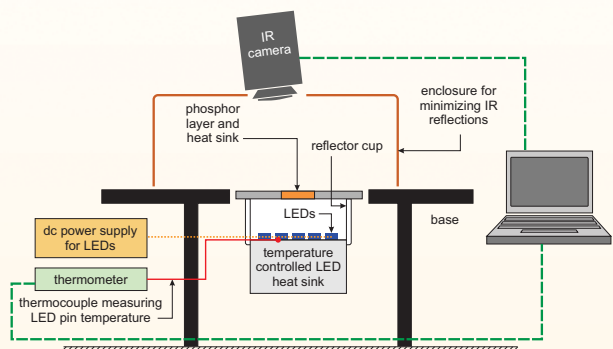 IR
camera
phosphor
layer and
heat sink
enclosure for
minimizing IR
reflections
reflector cup
LEDs
base
dc power supply
for LEDs
temperature
controlled LED
heat sink
thermometer
thermocouple measuring
LED pin temperature